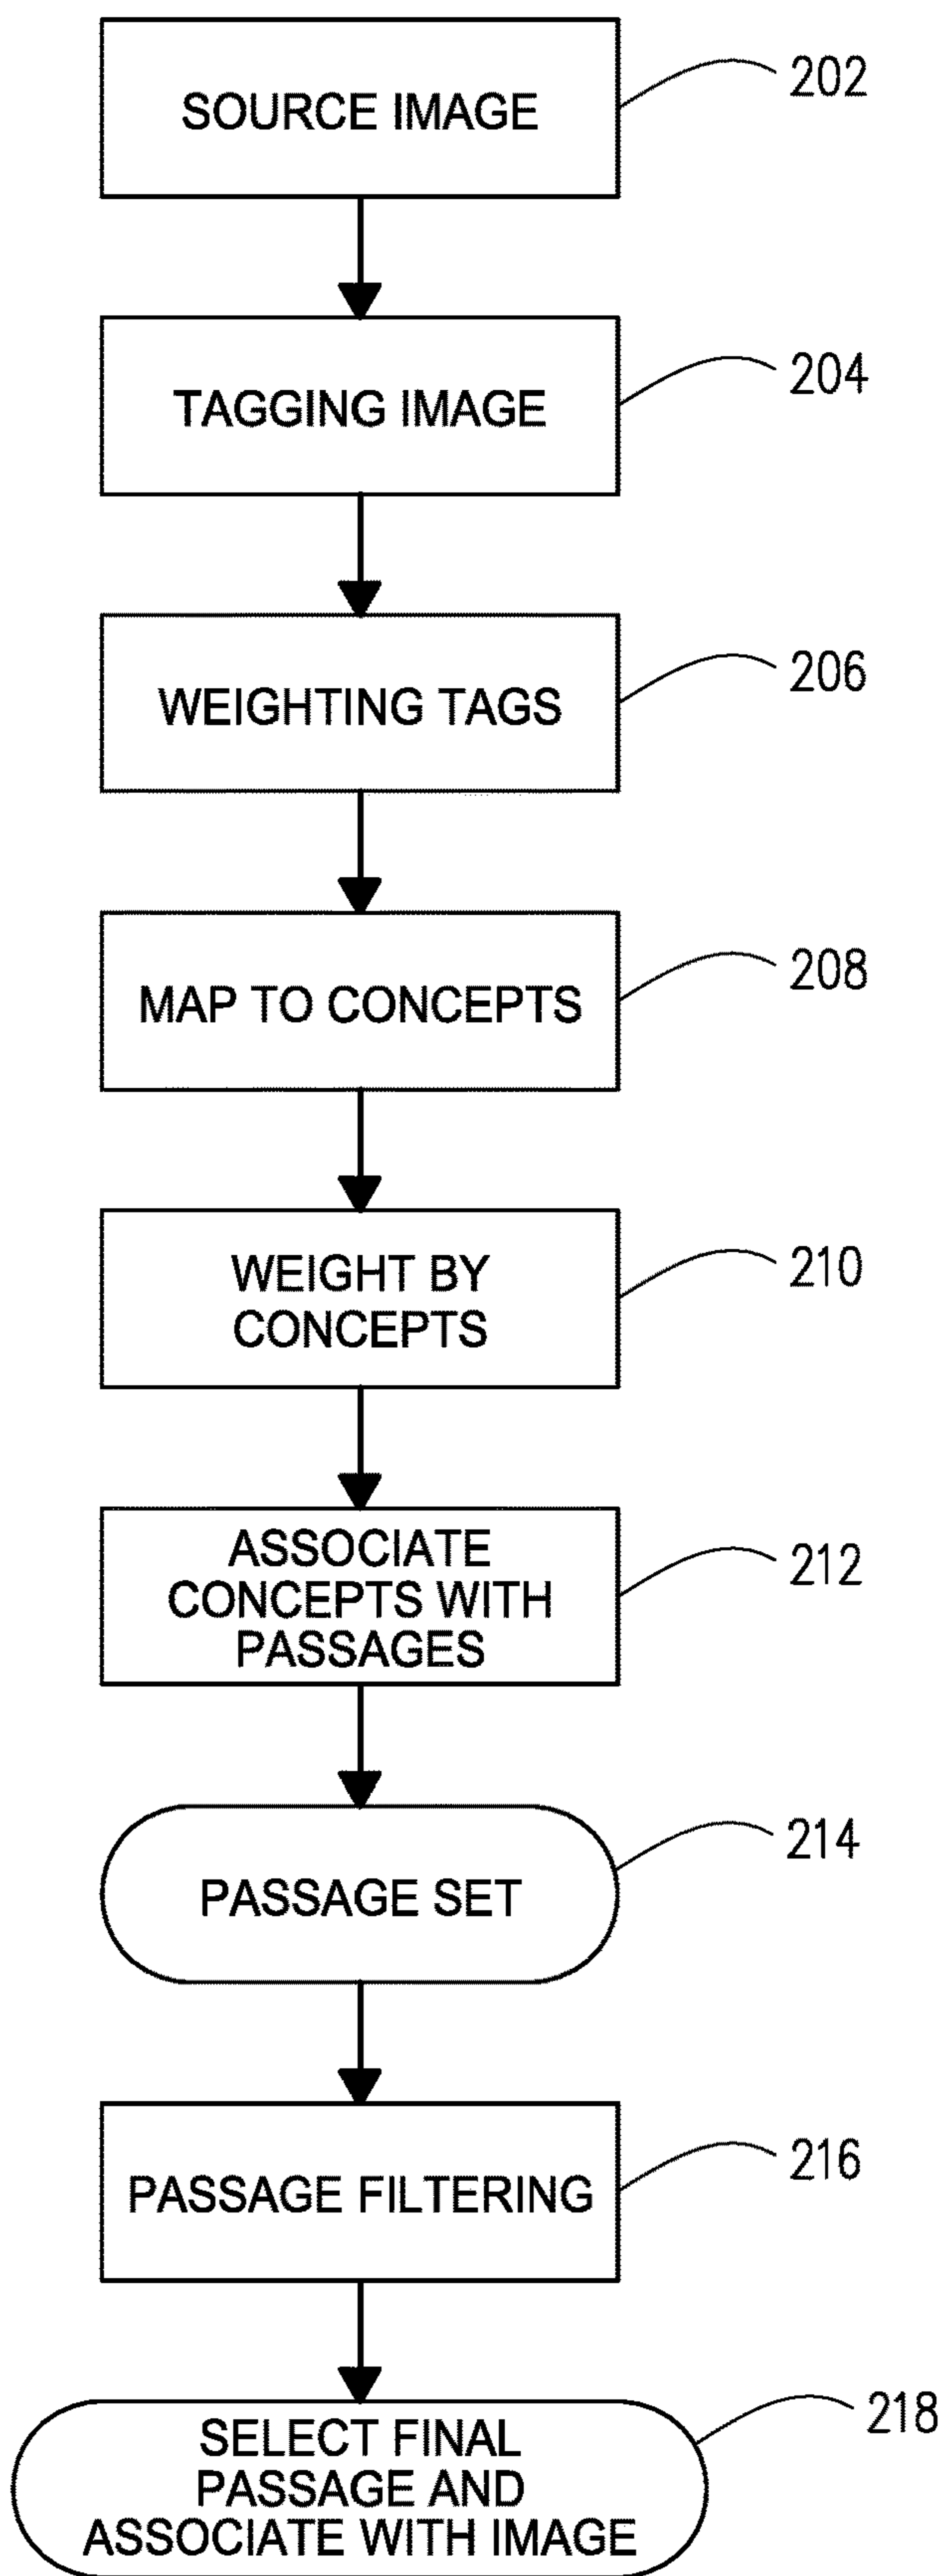 SOURCE IMAGE
202
TAGGING IMAGE
204
WEIGHTING TAGS
206
MAP TO CONCEPTS
208
WEIGHT BY
CONCEPTS
210
ASSOCIATE
CONCEPTS WITH
PASSAGES
212
PASSAGE SET
214
PASSAGE FILTERING
216
SELECT FINAL
PASSAGE AND
ASSOCIATE WITH IMAGE
218